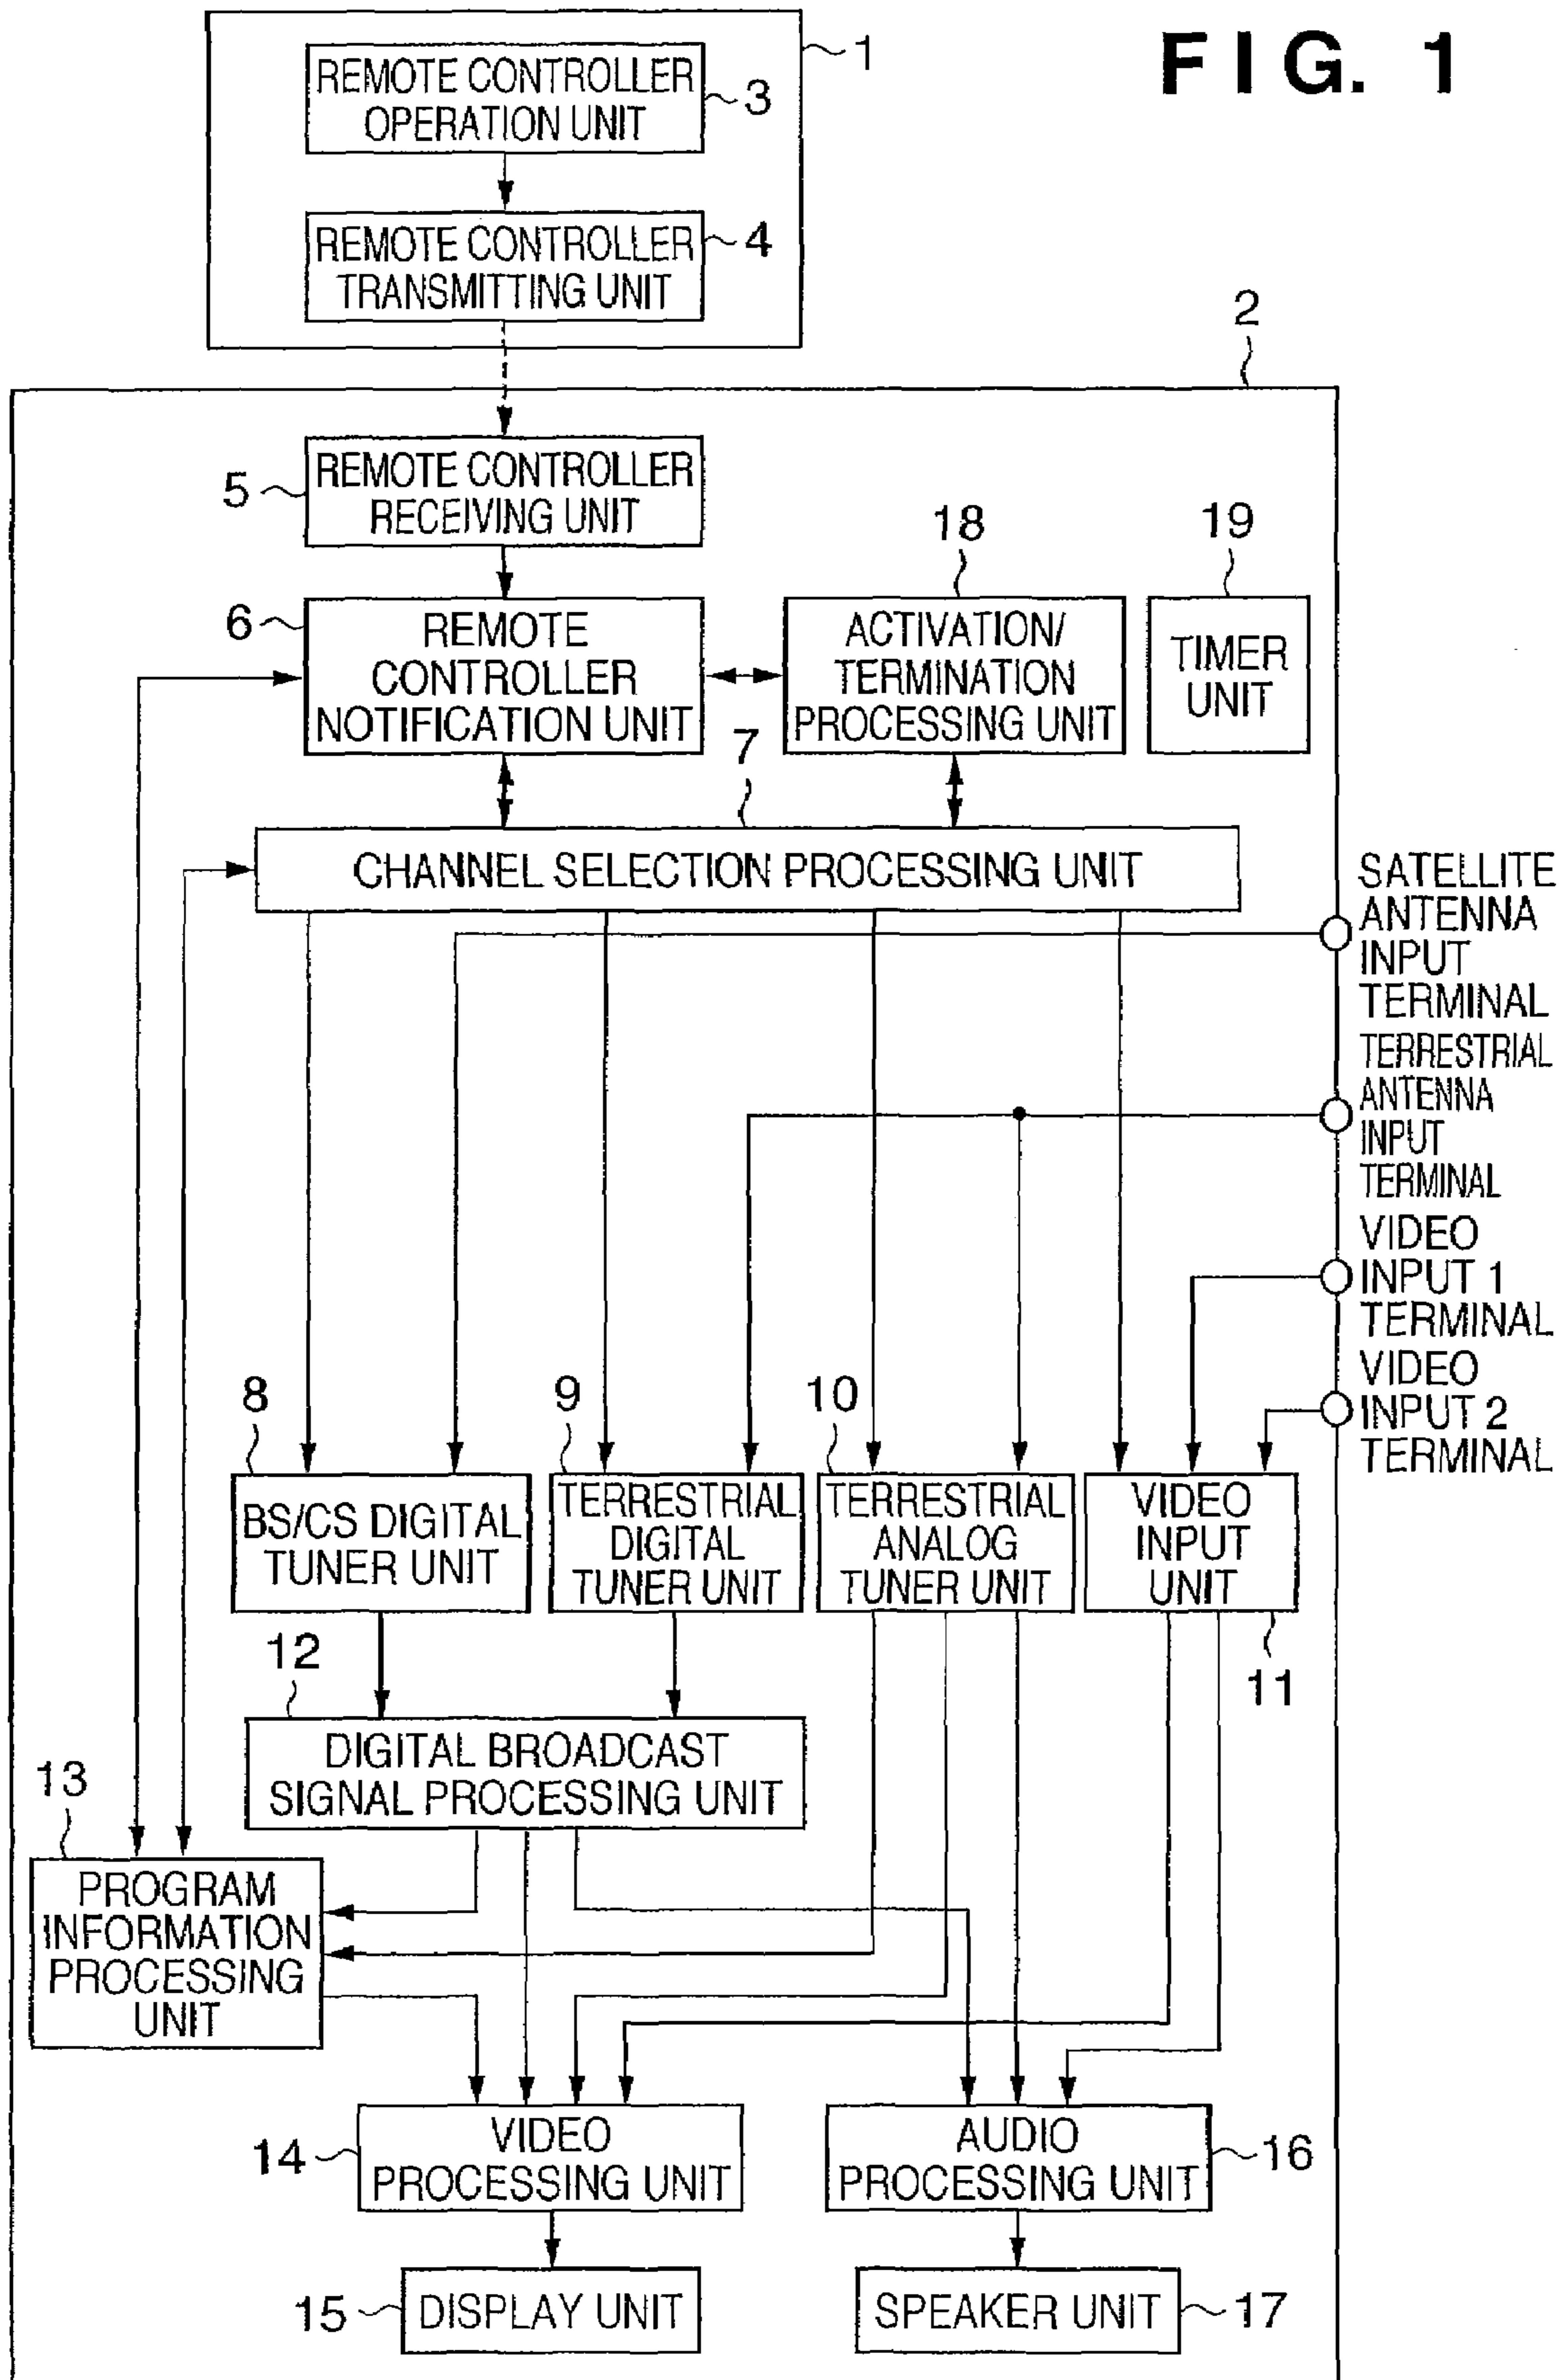 FIG. 1
1
REMOTE CONTROLLER
OPERATION UNIT
3
REMOTE CONTROLLER
TRANSMITTING UNIT
4
2
5
REMOTE CONTROLLER
RECEIVING UNIT
18
19
6
REMOTE
CONTROLLER
NOTIFICATION UNIT
ACTIVATION/
TERMINATION
PROCESSING UNIT
TIMER
UNIT
7
CHANNEL SELECTION PROCESSING UNIT
SATELLITE
ANTENNA
INPUT
TERMINAL
TERRESTRIAL
ANTENNA
INPUT
TERMINAL
VIDEO
INPUT 1
TERMINAL
VIDEO
INPUT 2
TERMINAL
8
9
10
BS/CS DIGITAL
TUNER UNIT
TERRESTRIAL
DIGITAL
TUNER UNIT
TERRESTRIAL
ANALOG
TUNER UNIT
VIDEO
INPUT
UNIT
11
12
DIGITAL BROADCAST
SIGNAL PROCESSING UNIT
13
PROGRAM
INFORMATION
PROCESSING
UNIT
14
VIDEO
PROCESSING UNIT
AUDIO
PROCESSING UNIT
16
15
DISPLAY UNIT
SPEAKER UNIT
17